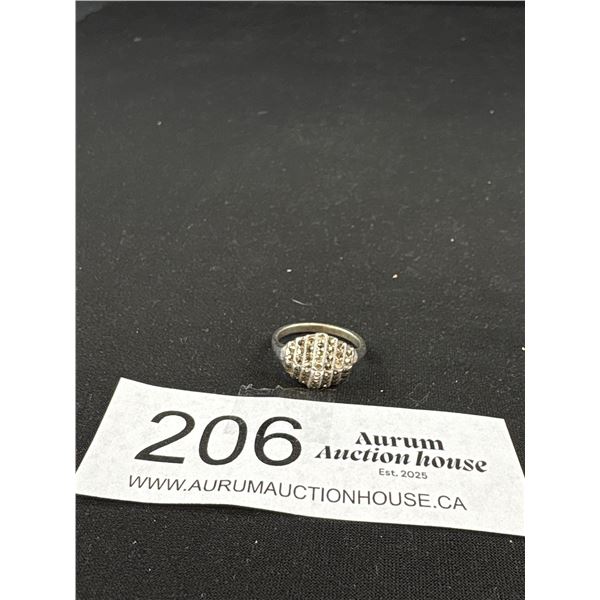 206
Aurum
Auction house
Est. 2025
WWW.AURUMAUCTIONHOUSE.CA